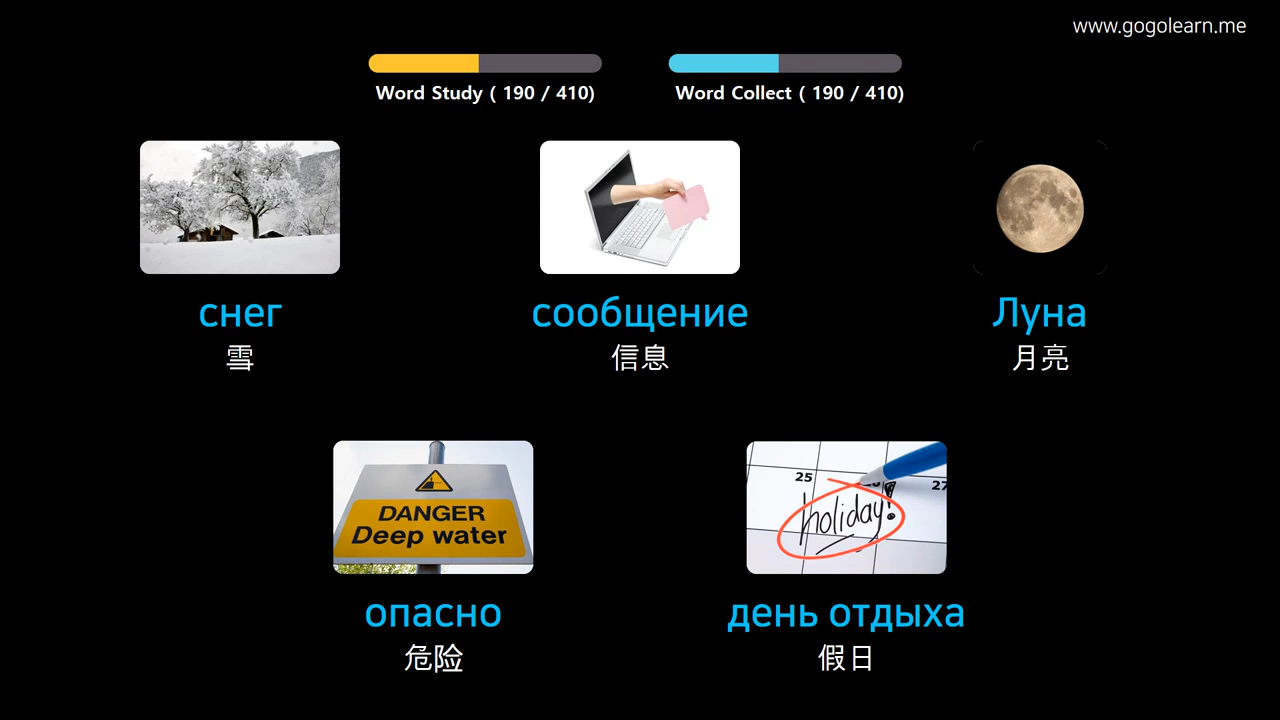 www.gogolearn.me
Word Study ( 190 / 410)
Word Collect ( 190 / 410)
снег
雪
сообщение
信息
Луна
月亮
DANGER
Deep water
опасно
危险
25
27
holiday!
день отдыха
假日